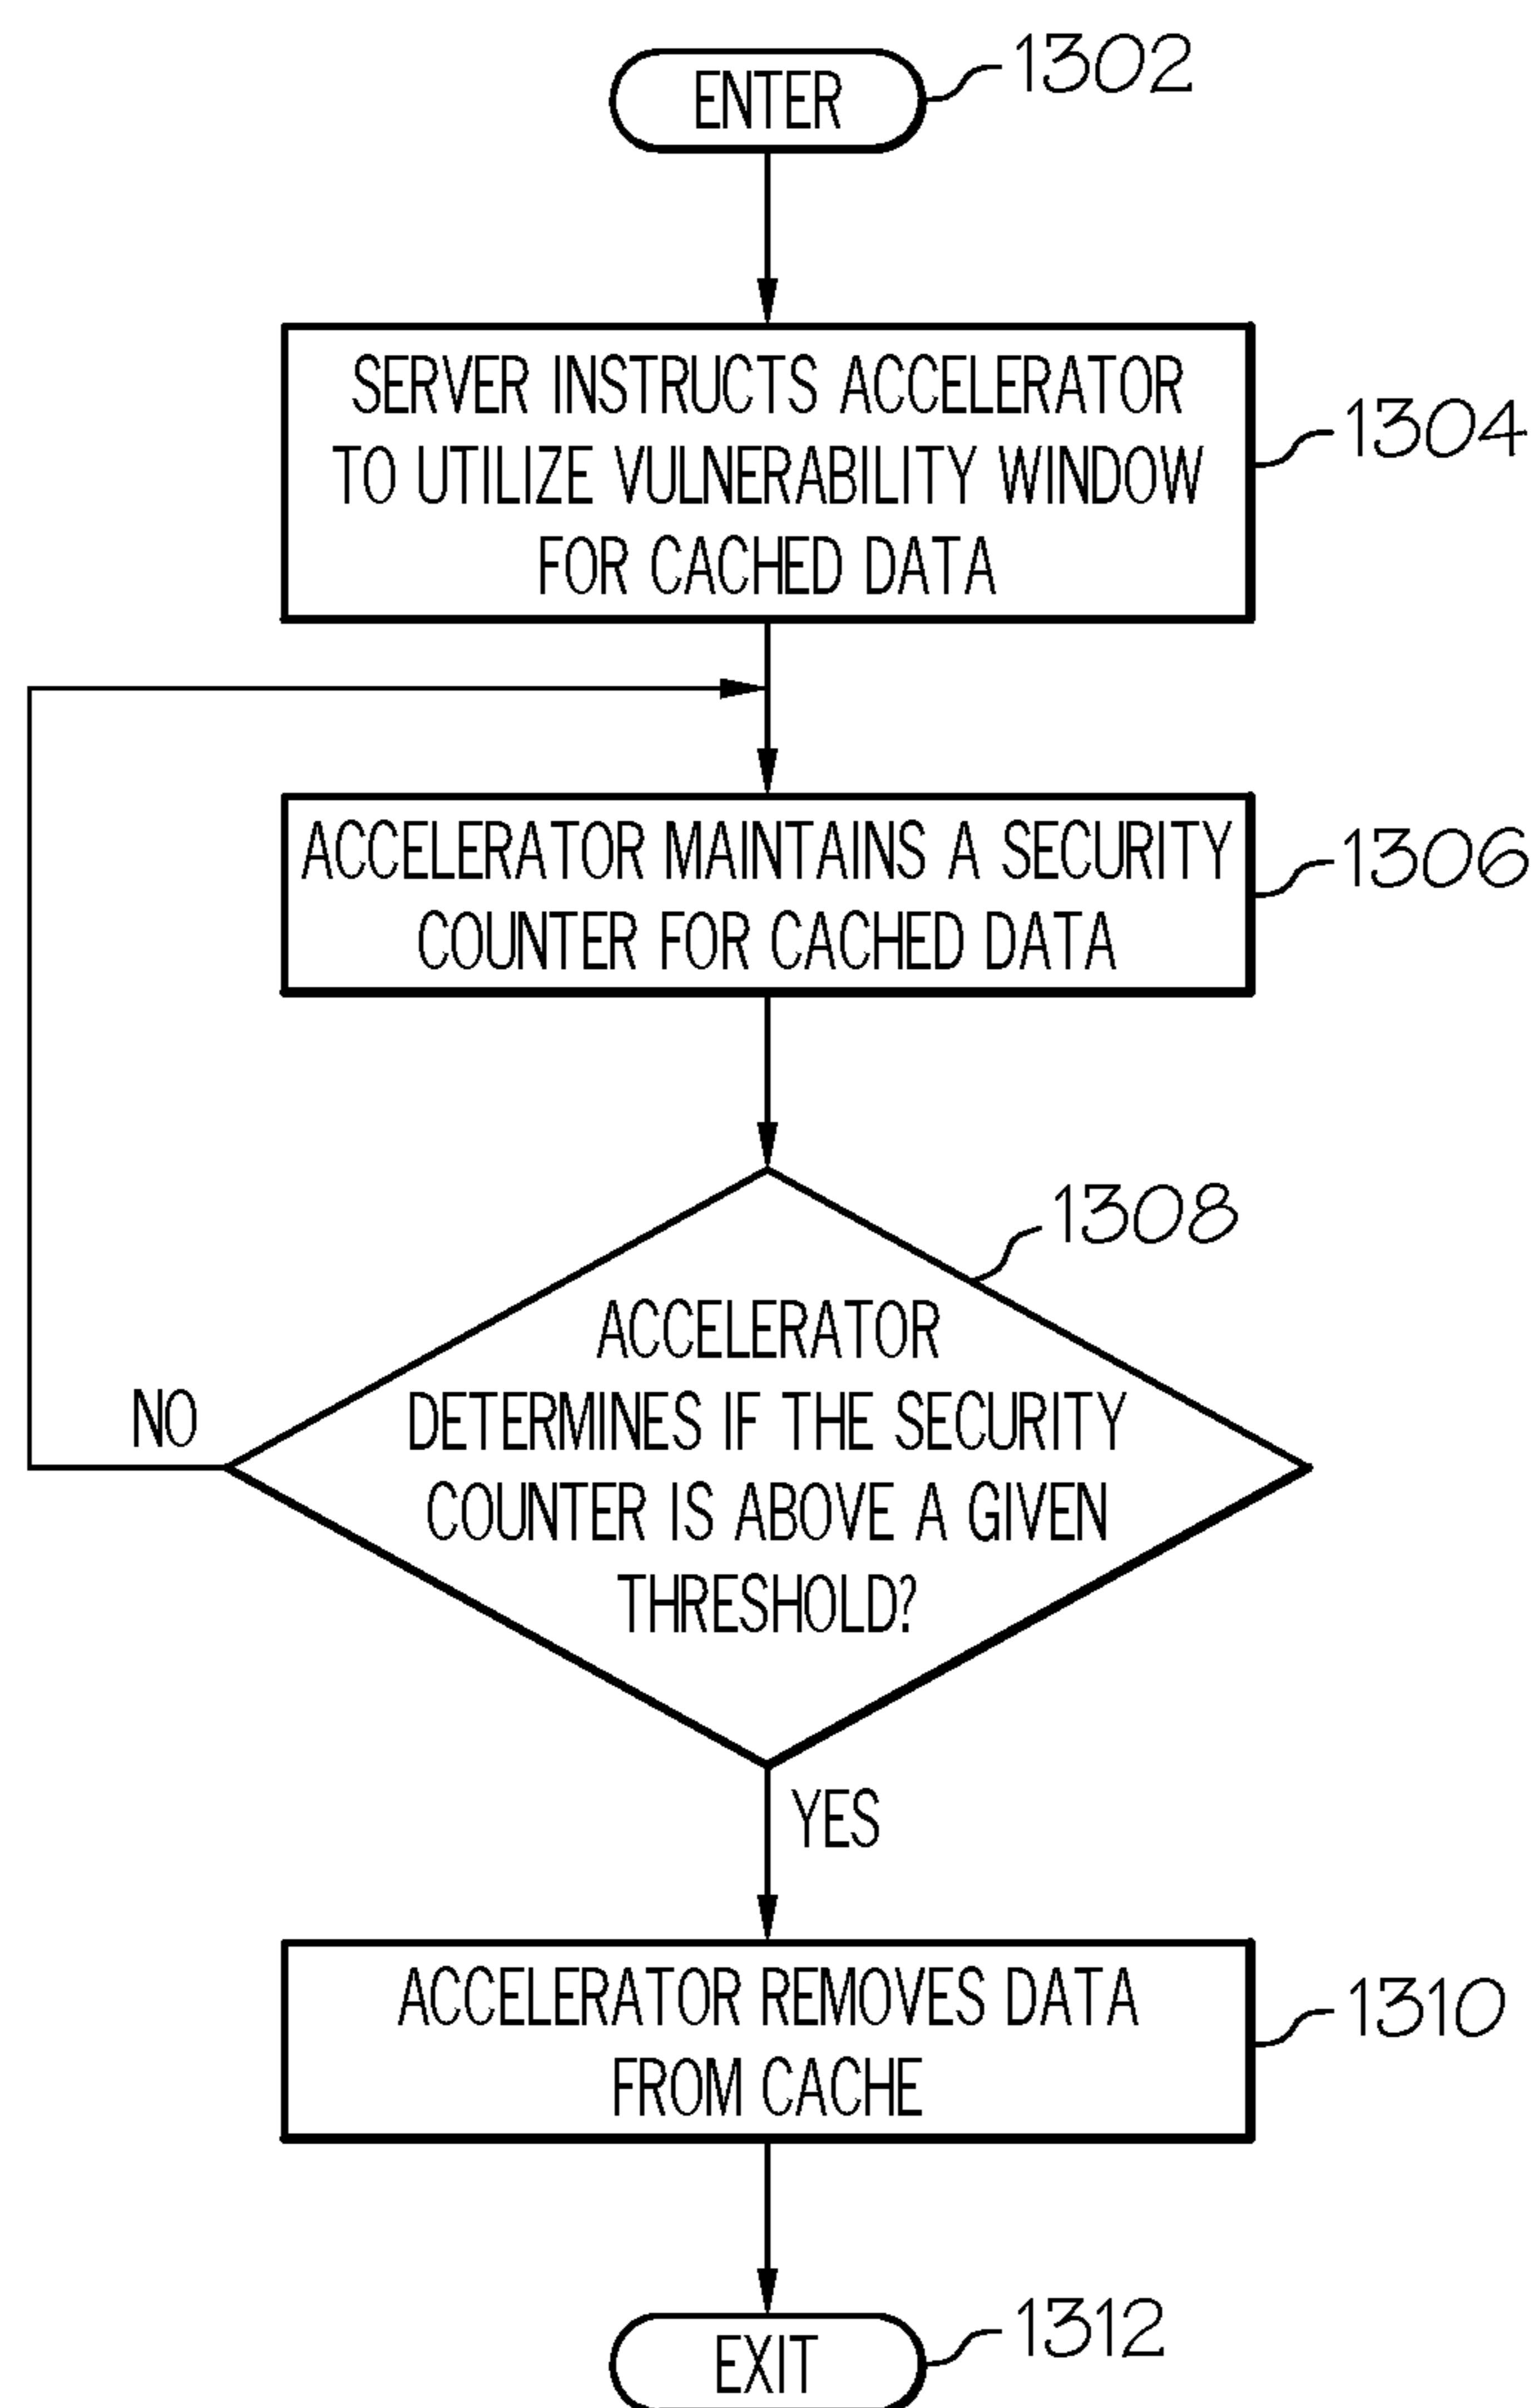 ENTER
1302
SERVER INSTRUCTS ACCELERATOR
TO UTILIZE VULNERABILITY WINDOW
FOR CACHED DATA
1304
ACCELERATOR MAINTAINS A SECURITY
COUNTER FOR CACHED DATA
1306
1308
ACCELERATOR
DETERMINES IF THE SECURITY
COUNTER IS ABOVE A GIVEN
THRESHOLD?
NO
YES
ACCELERATOR REMOVES DATA
FROM CACHE
1310
EXIT
1312